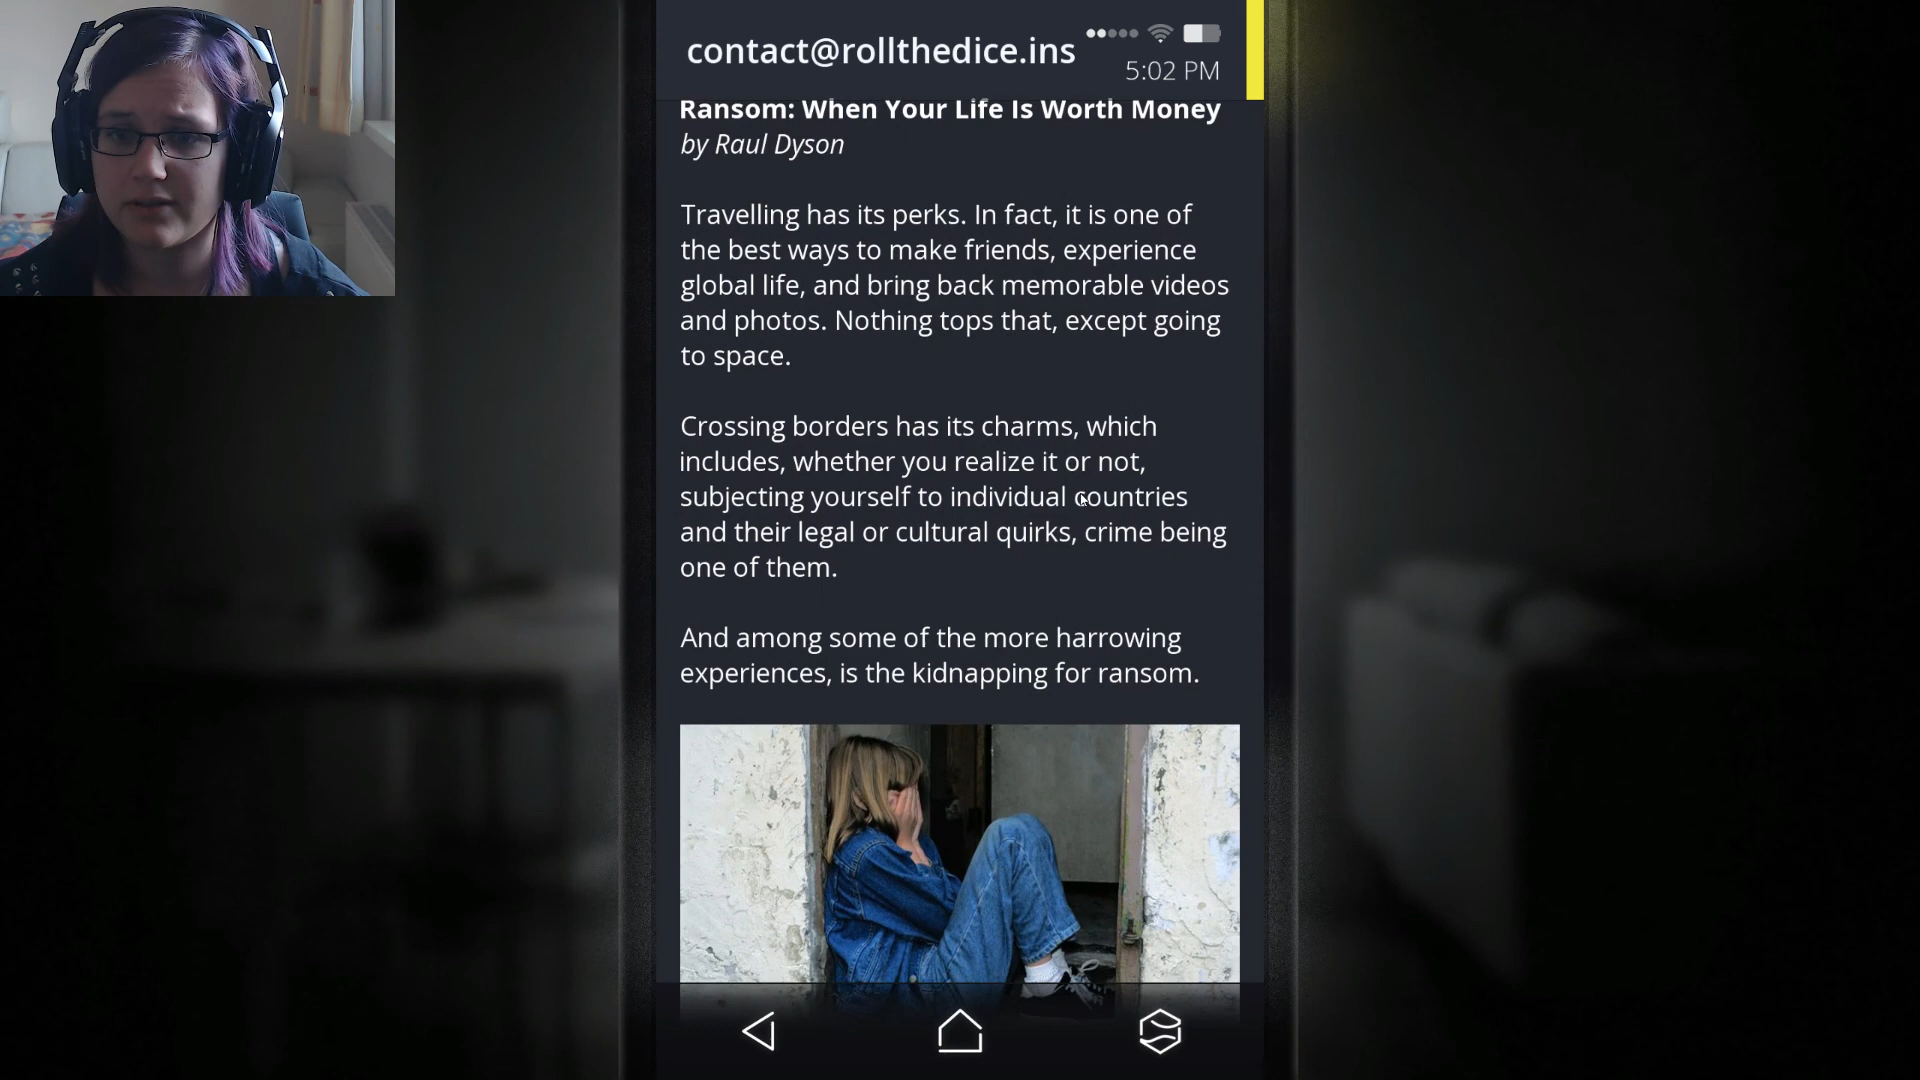 contact@rollthedice.ins
5:02 PM
Ransom: When Your Life Is Worth Money
by Raul Dyson
Travelling has its perks. In fact, it is one of
the best ways to make friends, experience
global life, and bring back memorable videos
and photos. Nothing tops that, except going
to space.
Crossing borders has its charms, which
includes, whether you realize it or not,
subjecting yourself to individual countries
and their legal or cultural quirks, crime being
one of them.
And among some of the more harrowing
experiences, is the kidnapping for ransom.